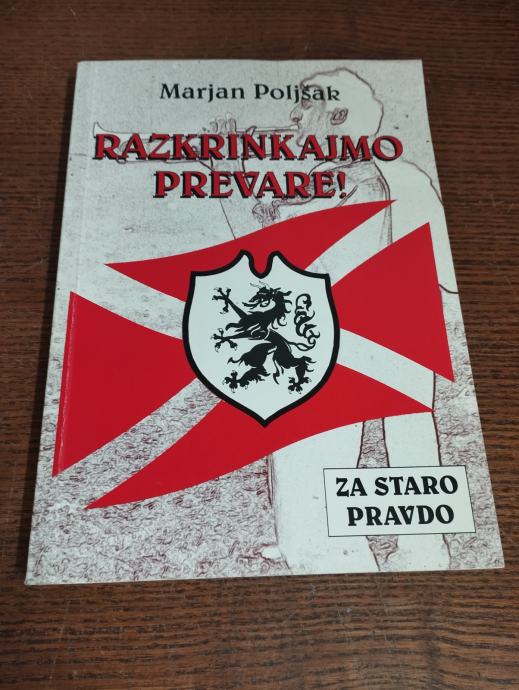 Marjan Poljšak
RAZKRINKAJMO
PREVARE!
ZA STARO
PRAVDO